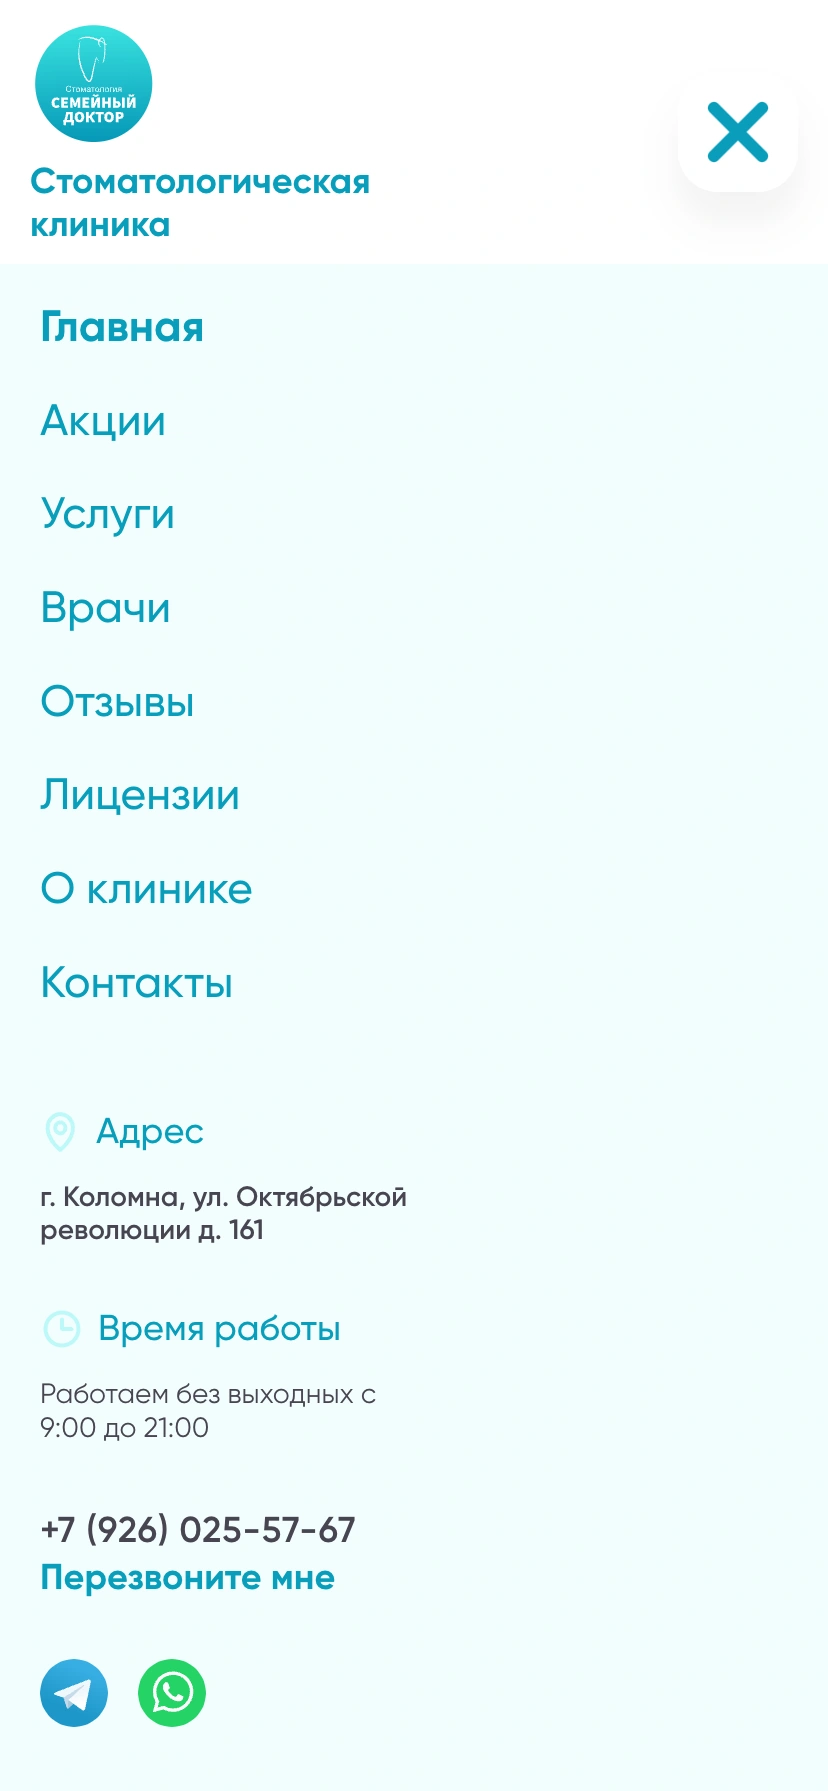 Стоматология
СЕМЕЙНЫЙ
ДОКТОР
Стоматологическая
клиника
Главная
Акции
Услуги
Врачи
Отзывы
Лицензии
О клинике
Контакты
Адрес
г. Коломна, ул. Октябрьской
революции д. 161
Время работы
Работаем без выходных с
9:00 до 21:00
+7 (926) 025-57-67
Перезвоните мне